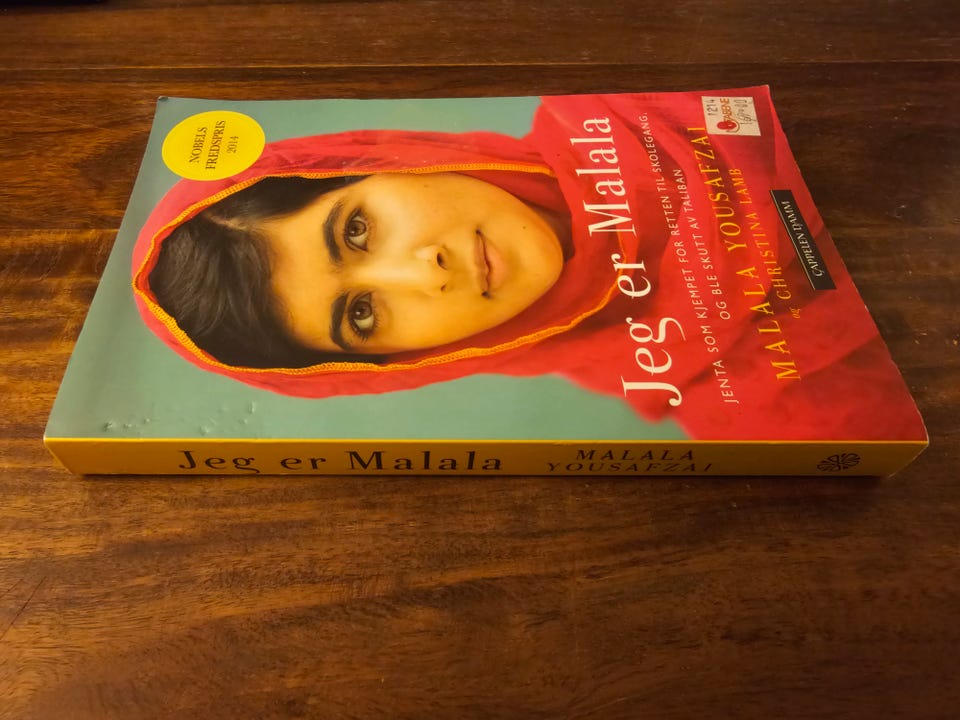 NOBELS
FREDSPRIS
2014
Jeg er Malala
JENTA SOM KJEMPET FOR RETTEN TIL SKOLEGANG,
OG BLE SKUTT AV TALIBAN
MALALA YOUSAFZAI
og CHRISTINA LAMB
CAPPELEN DAMM
1214
Jeg er Malala
MALALA
YOUSAFZAI